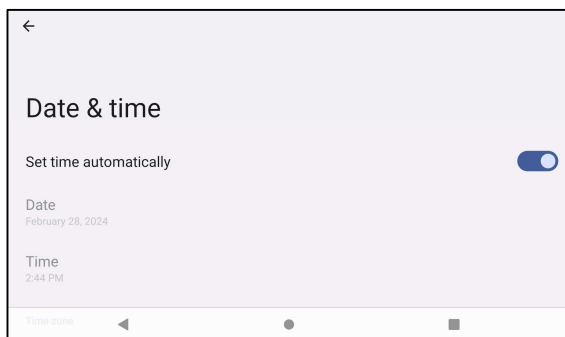 Date & time
Set time automatically
Date
February 28, 2024
Time
2:44 PM
Time zone